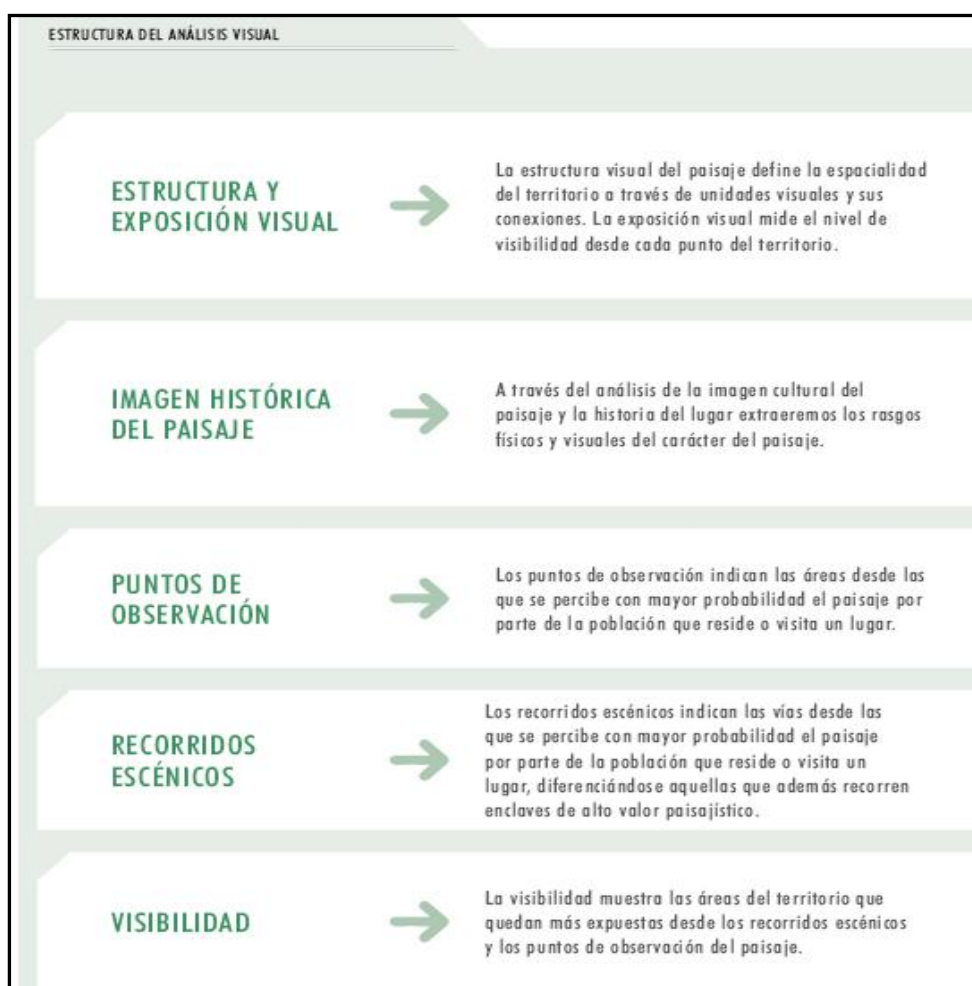 ESTRUCTURA DEL ANÁLISIS VISUAL
ESTRUCTURA Y
EXPOSICIÓN VISUAL
La estructura visual del paisaje define la espacialidad
del territorio a través de unidades visuales y sus
conexiones. La exposición visual mide el nivel de
visibilidad desde cada punto del territorio.
IMAGEN HISTÓRICA
DEL PAISAJE
A través del análisis de la imagen cultural del
paisaje y la historia del lugar extraeremos los rasgos
físicos y visuales del carácter del paisaje.
PUNTOS DE
OBSERVACIÓN
Los puntos de observación indican las áreas desde las
que se percibe con mayor probabilidad el paisaje por
parte de la población que reside o visita un lugar.
RECORRIDOS
ESCÉNICOS
Los recorridos escénicos indican las vías desde las
que se percibe con mayor probabilidad el paisaje
por parte de la población que reside o visita un
lugar, diferenciándose aquellas que además recorren
enclaves de alto valor paisajístico.
VISIBILIDAD
La visibilidad muestra las áreas del territorio que
quedan más expuestas desde los recorridos escénicos
y los puntos de observación del paisaje.